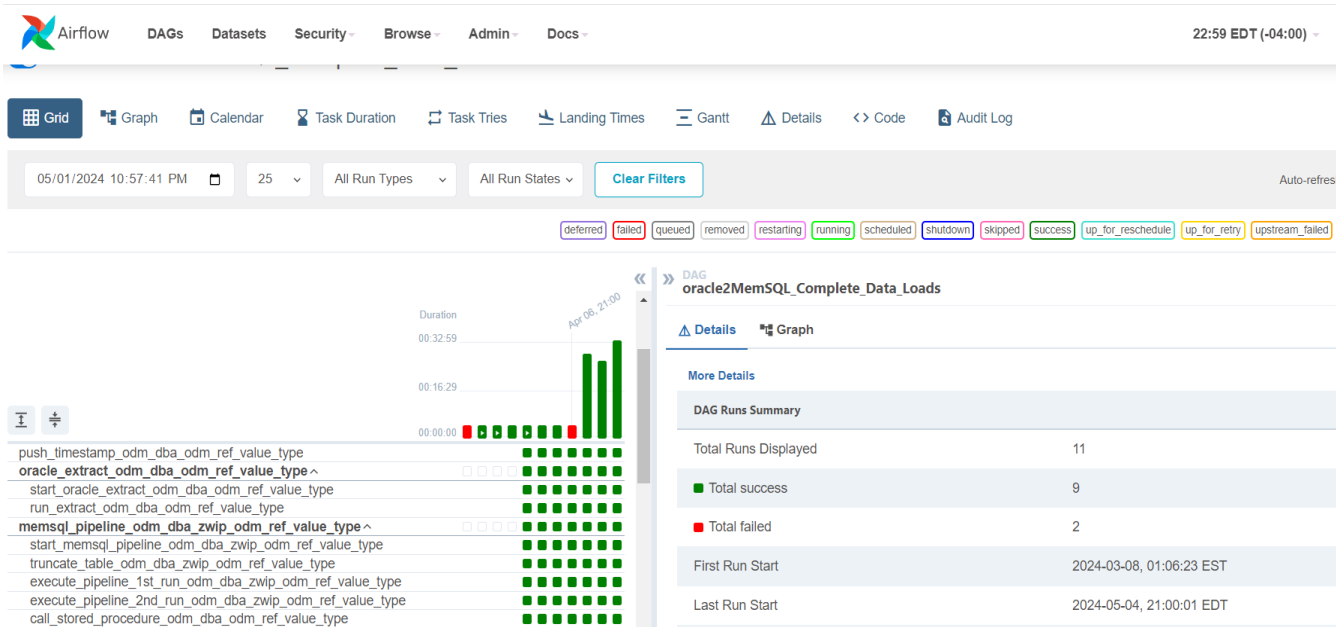 Airflow DAGs Datasets Security Browse Admin Docs 22:59 EDT (-04:00)
Grid Graph Calendar Task Duration Task Tries Landing Times Gantt Details <> Code Audit Log
05/01/2024 10:57:41 PM 25 All Run Types All Run States Clear Filters Auto-refres
deferred failed queued removed restarting running scheduled shutdown skipped success up_for_reschedule up_for_retry upstream_failed
DAG
oracle2MemSQL_Complete_Data_Loads
Details Graph
More Details
DAG Runs Summary
Total Runs Displayed 11
Total success 9
Total failed 2
First Run Start 2024-03-08, 01:06:23 EST
Last Run Start 2024-05-04, 21:00:01 EDT
Apr 06, 21:00
Duration
00:32:59
00:16:29
00:00:00
push_timestamp_odm_dba_odm_ref_value_type
oracle_extract_odm_dba_odm_ref_value_type
start_oracle_extract_odm_dba_odm_ref_value_type
run_extract_odm_dba_odm_ref_value_type
memsql_pipeline_odm_dba_zwip_odm_ref_value_type
start_memsql_pipeline_odm_dba_zwip_odm_ref_value_type
truncate_table_odm_dba_odm_ref_value_type
execute_pipeline_1st_run_odm_dba_zwip_odm_ref_value_type
execute_pipeline_2nd_run_odm_dba_zwip_odm_ref_value_type
call_stored_procedure_odm_dba_odm_ref_value_type